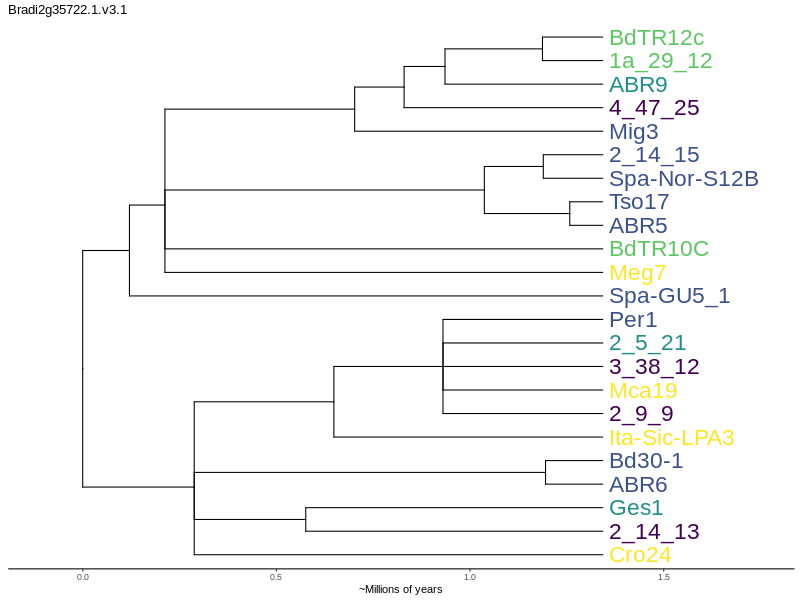 Bradi2g35722.1.v3.1
BdTR12c
1a_29_12
ABR9
4_47_25
Mig3
2_14_15
Spa-Nor-S12B
Tso17
ABR5
BdTR10C
Meg7
Spa-GU5_1
Per1
2_5_21
3_38_12
Mca19
2_9_9
Ita-Sic-LPA3
Bd30-1
ABR6
Ges1
2_14_13
Cro24
0.0 0.5 1.0 1.5
~Millions of years